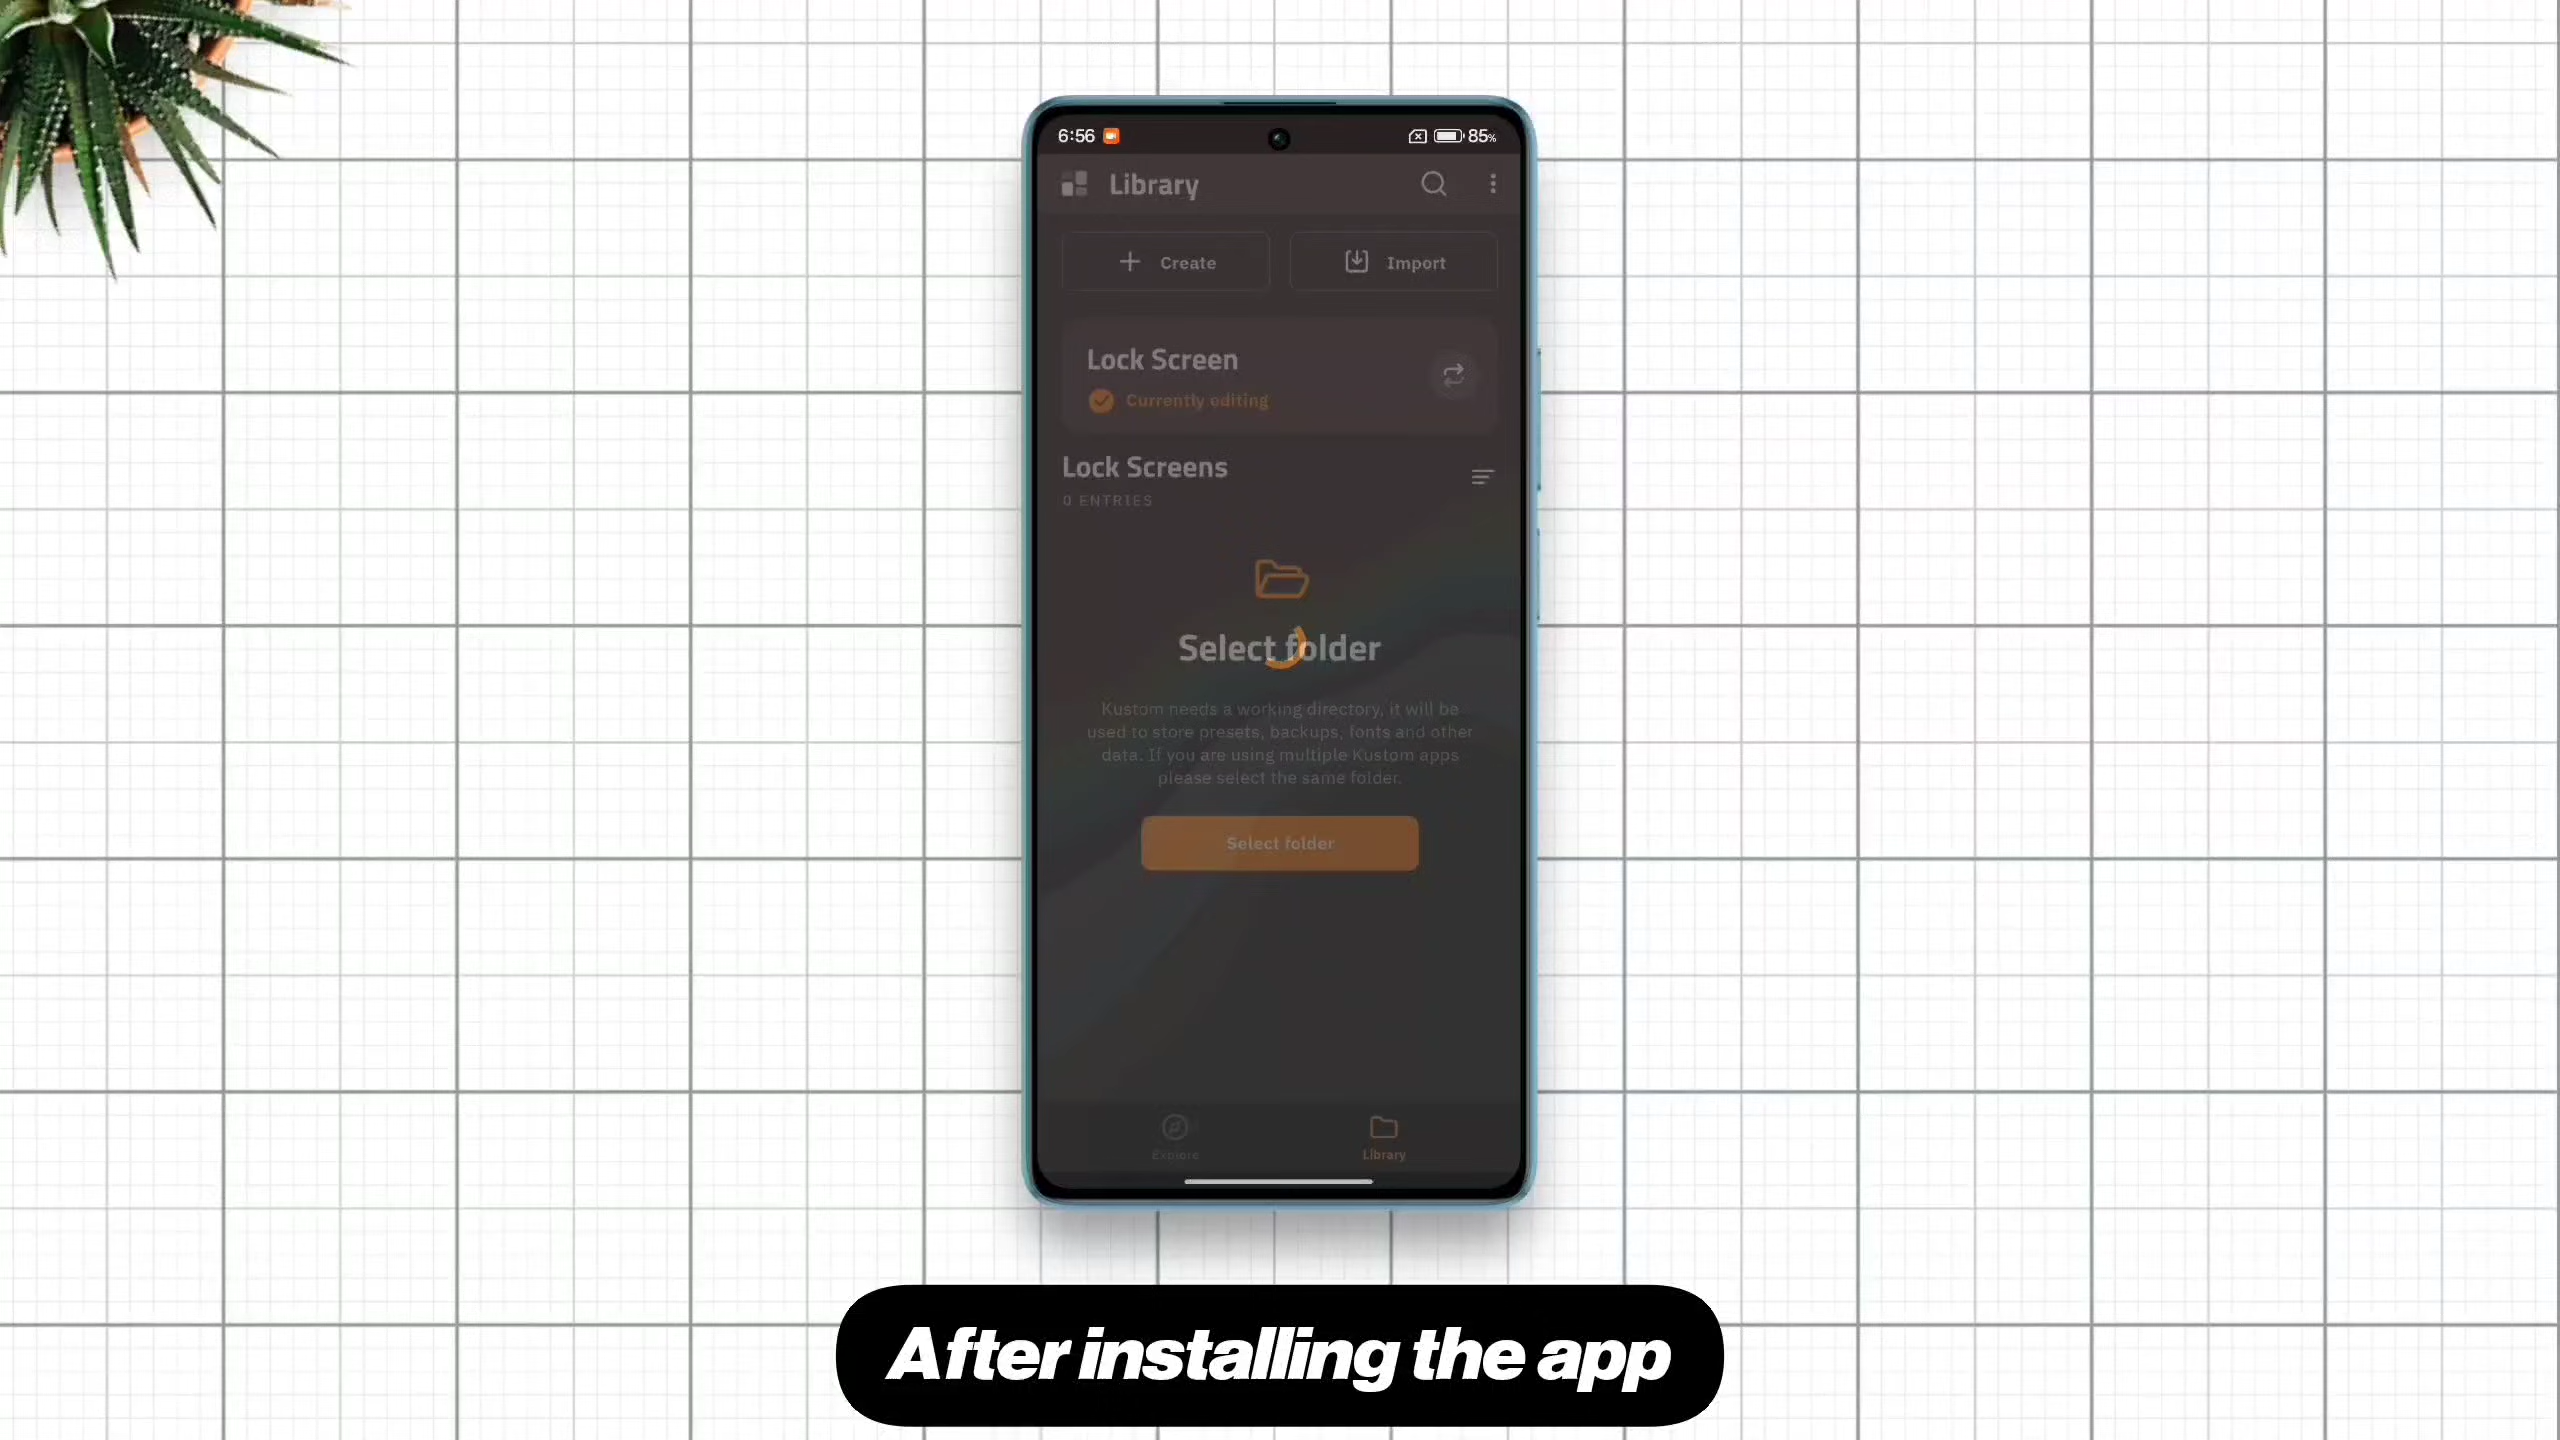 6:56
85%
Library
Create
Import
Lock Screen
Currently editing
Lock Screens
0 ENTRIES
Select folder
Kustom needs a working directory, it will be
used to store presets, backups, fonts and other
data. If you are using multiple Kustom apps
please select the same folder.
Select folder
Explore
Library
After installing the app